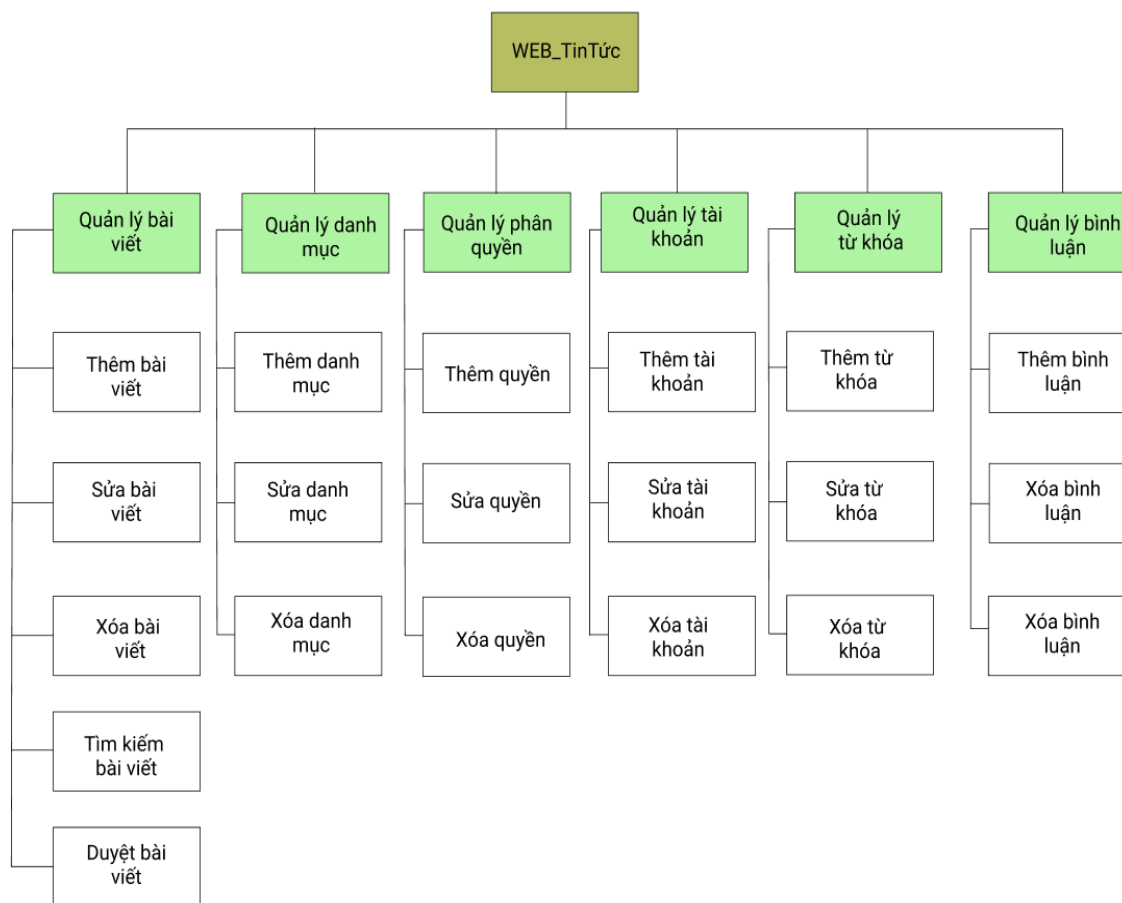 WEB_TinTức
Quản lý bài
viết
Quản lý danh
mục
Quản lý phân
quyền
Quản lý tài
khoản
Quản lý
từ khóa
Quản lý bình
luận
Thêm bài
viết
Thêm danh
mục
Thêm quyền
Thêm tài
khoản
Thêm từ
khóa
Thêm bình
luận
Sửa bài
viết
Sửa danh
mục
Sửa quyền
Sửa tài
khoản
Sửa từ
khóa
Xóa bình
luận
Xóa bài
viết
Xóa danh
mục
Xóa quyền
Xóa tài
khoản
Xóa từ
khóa
Xóa bình
luận
Tìm kiếm
bài viết
Duyệt bài
viết